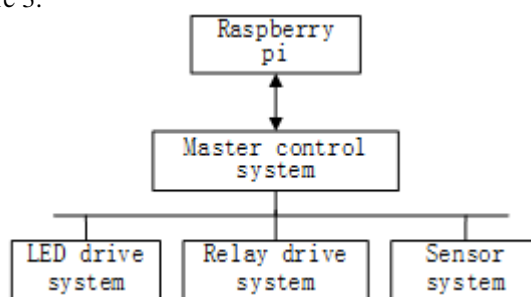 3.
Raspberry
pi
Master control
system
LED drive
system
Relay drive
system
Sensor
system